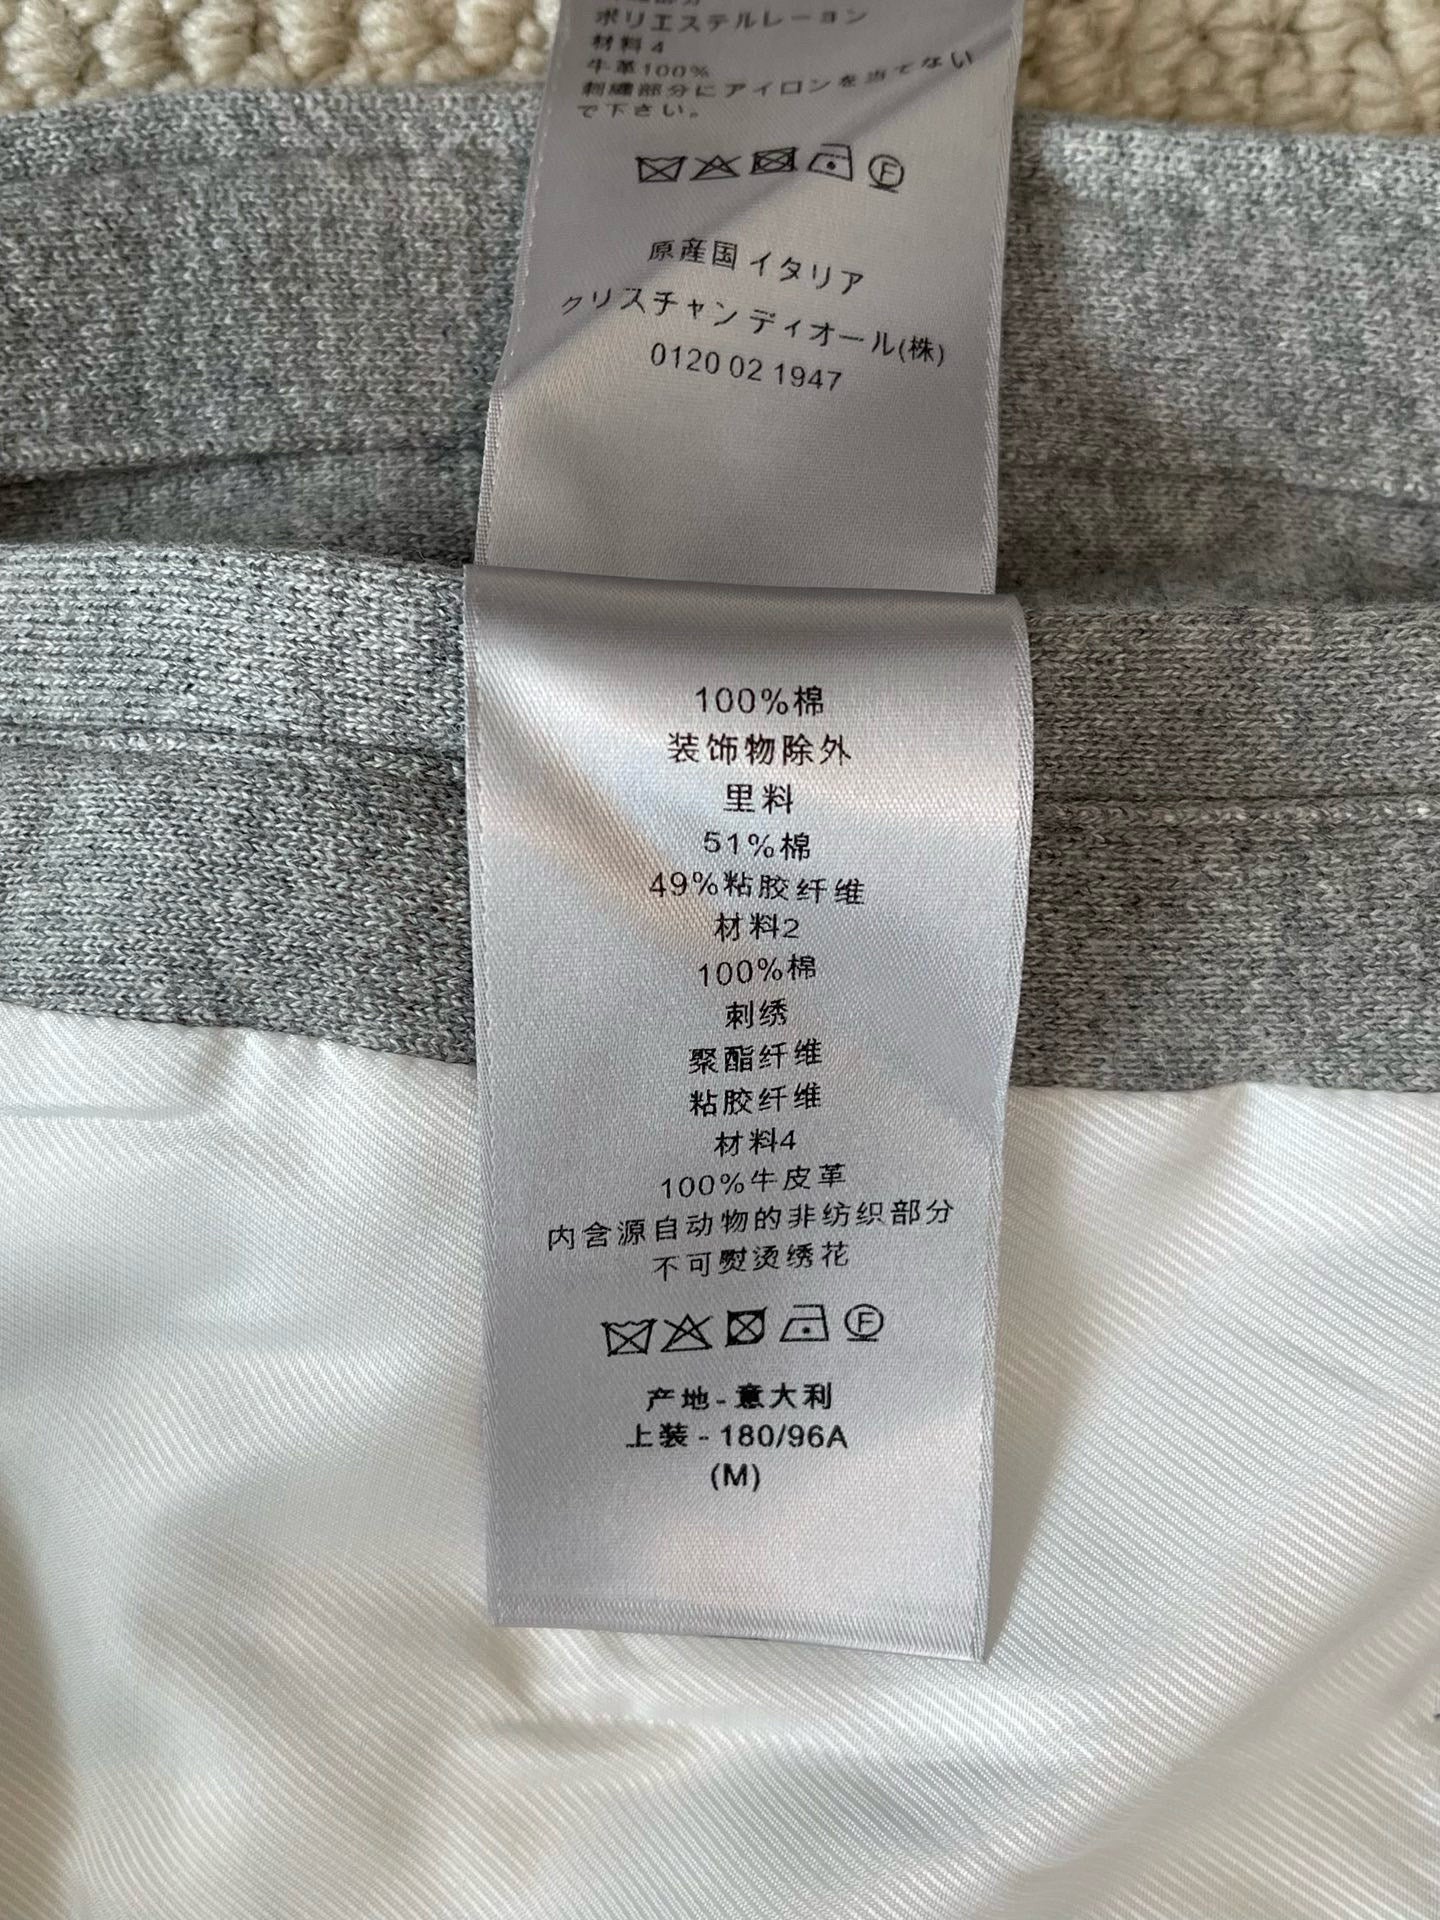 ポリエステルレーヨン
材料4
牛革100%
刺繍部分にアイロンを当てない
で下さい。
F
原産国イタリア
クリスチャンディオール(株)
0120 02 1947
100%棉
装饰物除外
里料
51%棉
49%粘胶纤维
材料2
100%棉
刺绣
聚酯纤维
粘胶纤维
材料4
100%牛皮革
内含源自动物的非纺织部分
不可熨烫绣花
F
产地-意大利
上装-180/96A
(M)